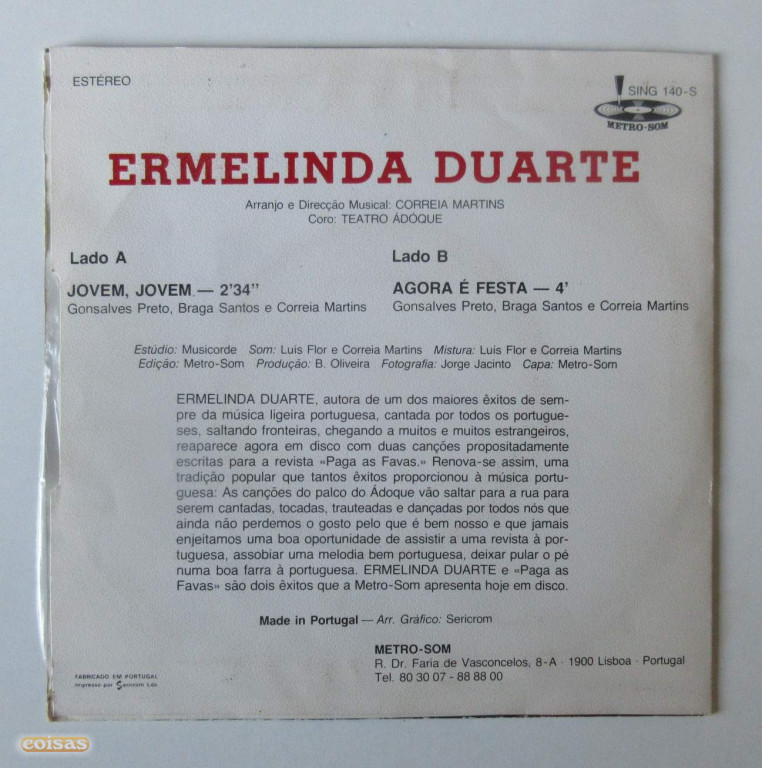 ESTÉREO
SING 140-S
METRO-SOM
ERMELINDA DUARTE
Arranjo e Direcção Musical: CORREIA MARTINS
Coro: TEATRO ÁDÓQUE
Lado A
JOVEM, JOVEM — 2'34"
Gonsalves Preto, Braga Santos e Correia Martins
Lado B
AGORA É FESTA — 4'
Gonsalves Preto, Braga Santos e Correia Martins
Estúdio: Musicorde Som: Luís Flor e Correia Martins Mistura: Luís Flor e Correia Martins
Edição: Metro-Som Produção: B. Oliveira Fotografia: Jorge Jacinto Capa: Metro-Som
ERMELINDA DUARTE, autora de um dos maiores êxitos de sem-
pre da música ligeira portuguesa, cantada por todos os portugue-
ses, saltando fronteiras, chegando a muitos e muitos estrangeiros,
reaparece agora em disco com duas canções propositadamente
escritas para a revista «Paga as Favas.» Renova-se assim, uma
tradição popular que tantos êxitos proporcionou à música portu-
guesa: As canções do palco do Ádoque vão saltar para a rua para
serem cantadas, tocadas, trauteadas e dançadas por todos nós que
ainda não perdemos o gosto pelo que é bem nosso e que jamais
enjeitamos uma boa oportunidade de assistir a uma revista à por-
tuguesa, assobiar uma melodia bem portuguesa, deixar pular o pé
numa boa farra à portuguesa. ERMELINDA DUARTE e «Paga as
Favas» são dois êxitos que a Metro-Som apresenta hoje em disco.
Made in Portugal — Arr. Gráfico: Sericrom
METRO-SOM
R. Dr. Faria de Vasconcelos, 8-A · 1900 Lisboa · Portugal
Tel. 80 30 07 - 88 88 00
FABRICADO EM PORTUGAL
Impresso por Sericrom Lda
coisas